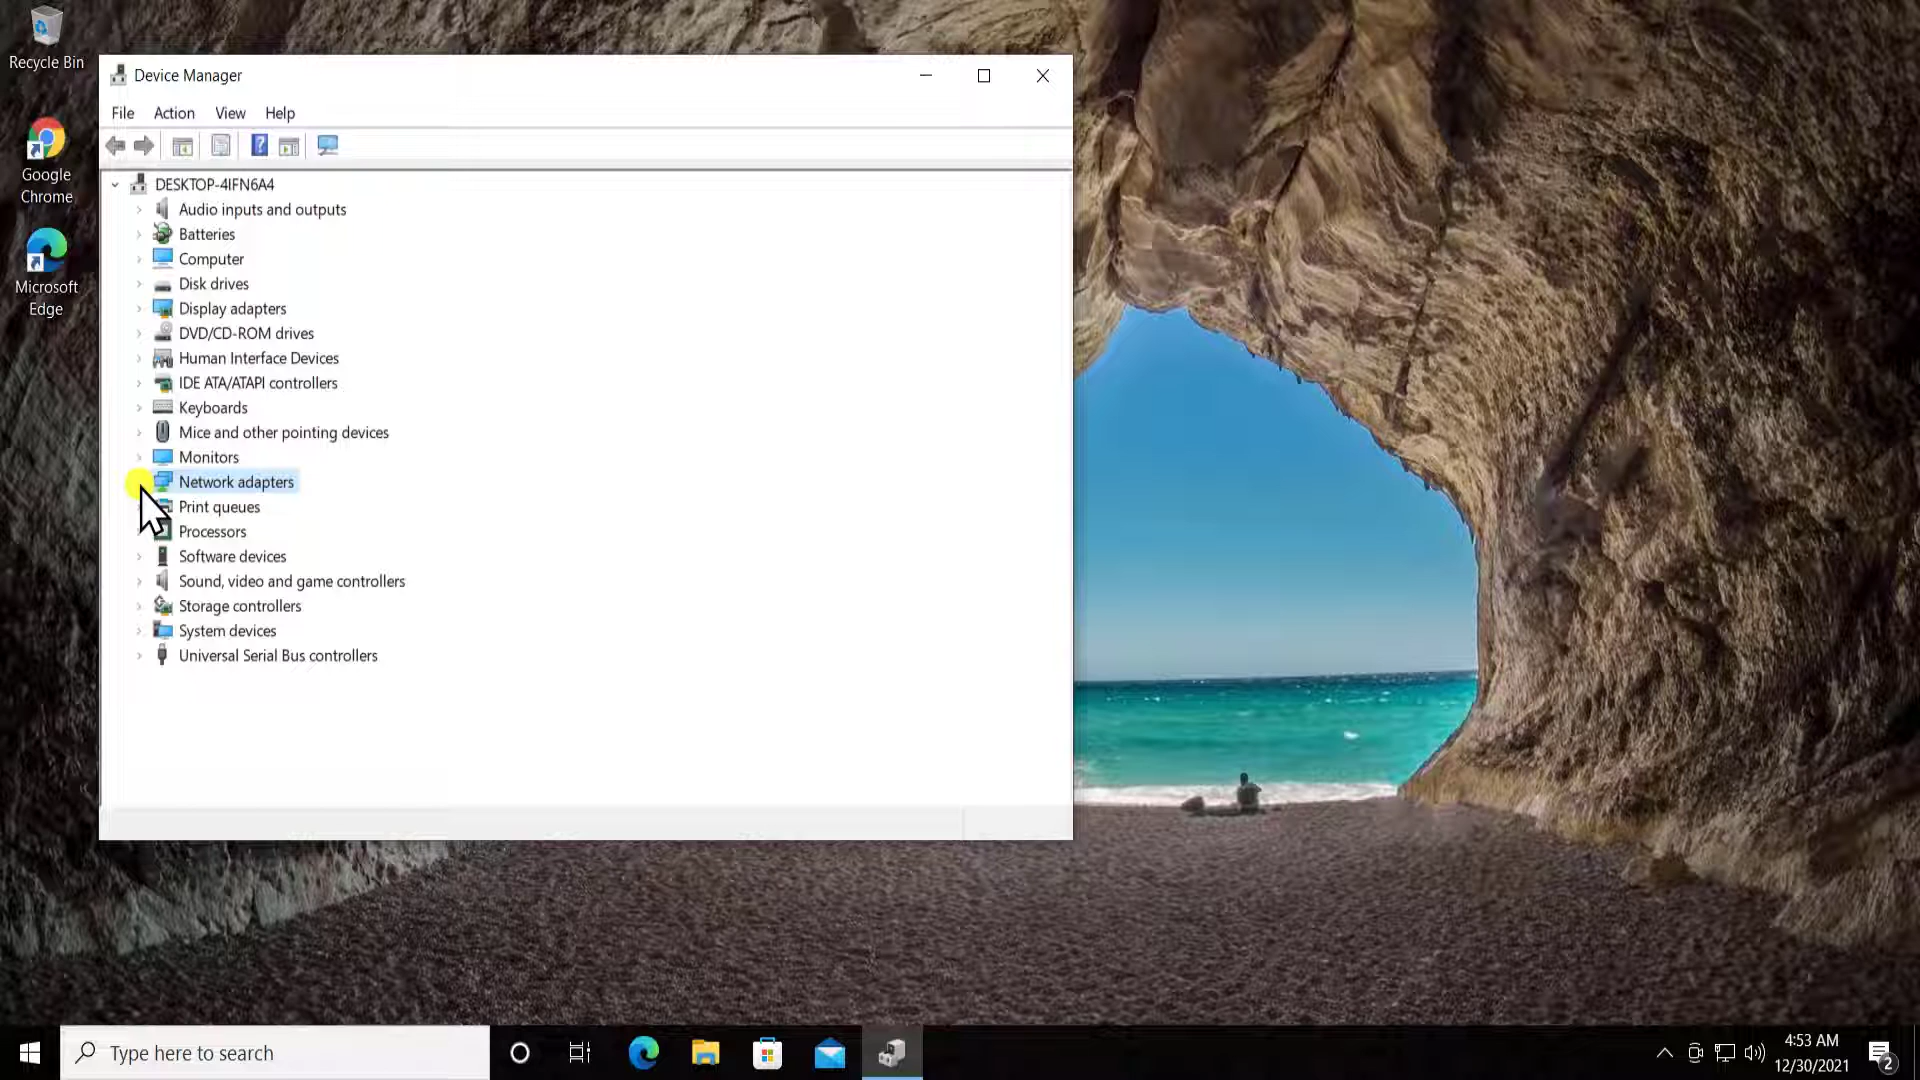 Recycle Bin
Google
Chrome
Microsoft
Edge
Device Manager
File Action View Help
?
DESKTOP-4IFN6A4
Audio inputs and outputs
Batteries
Computer
Disk drives
Display adapters
DVD/CD-ROM drives
Human Interface Devices
IDE ATA/ATAPI controllers
Keyboards
Mice and other pointing devices
Monitors
Network adapters
Print queues
Processors
Software devices
Sound, video and game controllers
Storage controllers
System devices
Universal Serial Bus controllers
Type here to search
4:53 AM
12/30/2021
2